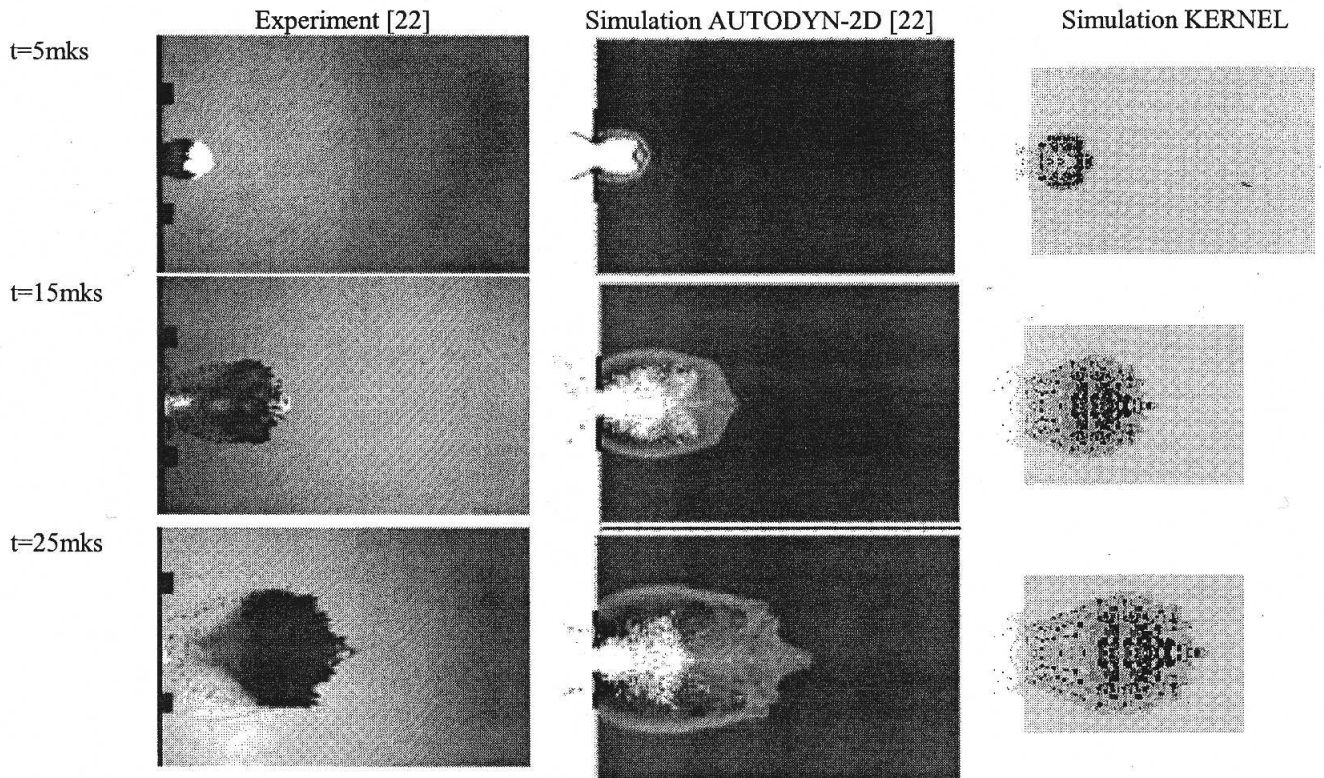 Experiment [22] Simulation AUTODYN-2D [22] Simulation KERNEL
t=5mks
t=15mks
t=25mks